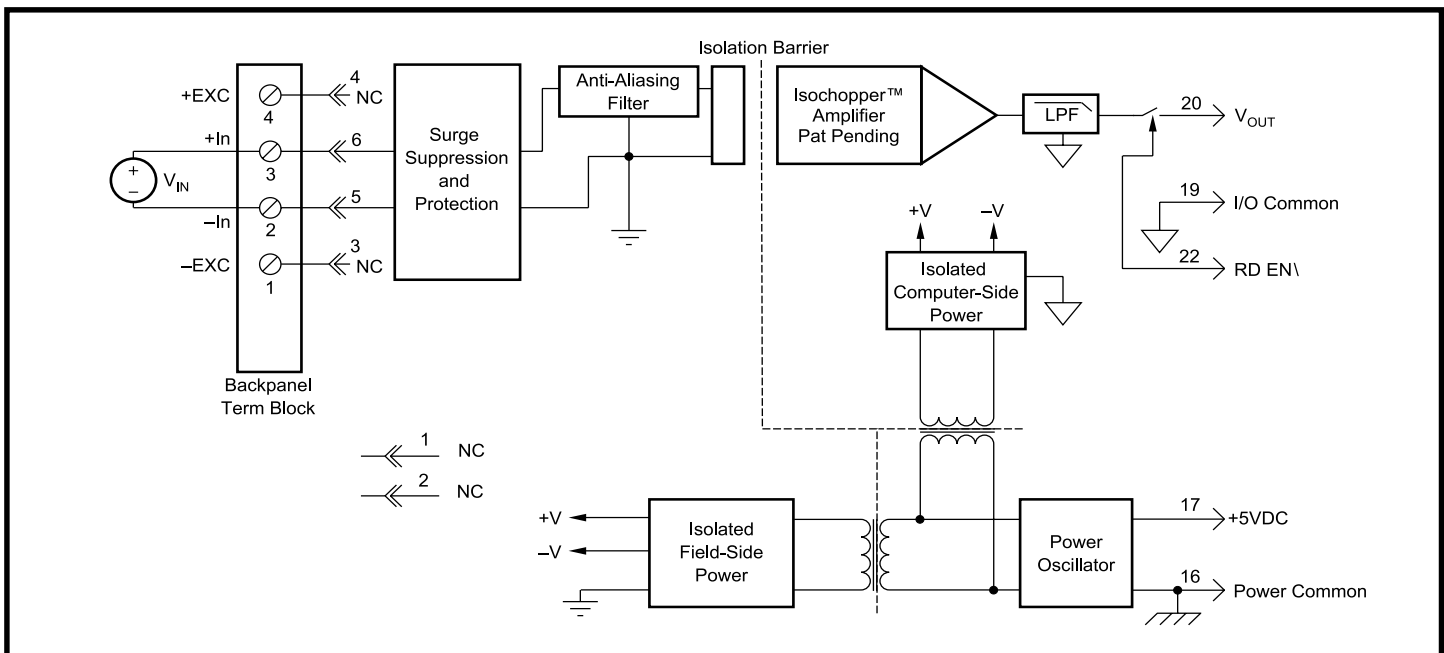 Isolation Barrier
+EXC
4
4
NC
+In
3
6
+
–
VIN
–In
2
5
–EXC
1
3
NC
Backpanel
Term Block
Surge
Suppression
and
Protection
Anti-Aliasing
Filter
Isochopper™
Amplifier
Pat Pending
LPF
20
VOUT
19
I/O Common
22
RD EN\
+V
–V
Isolated
Computer-Side
Power
1
NC
2
NC
+V
–V
Isolated
Field-Side
Power
Power
Oscillator
17
+5VDC
16
Power Common